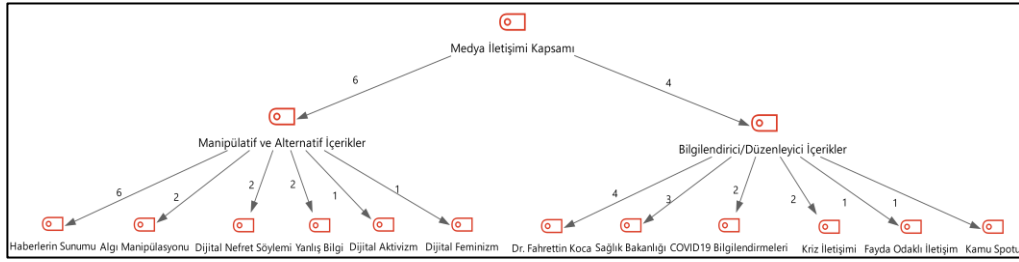 Medya İletişimi Kapsamı
6
4
Manipülatif ve Alternatif İçerikler
Bilgilendirici/Düzenleyici İçerikler
6
2
2
2
1
1
4
3
2
2
1
1
Haberlerin Sunumu
Algı Manipülasyonu
Dijital Nefret Söylemi
Yanlış Bilgi
Dijital Aktivizm
Dijital Feminizm
Dr. Fahrettin Koca
Sağlık Bakanlığı
COVID19 Bilgilendirmeleri
Kriz İletişimi
Fayda Odaklı İletişim
Kamu Spotu